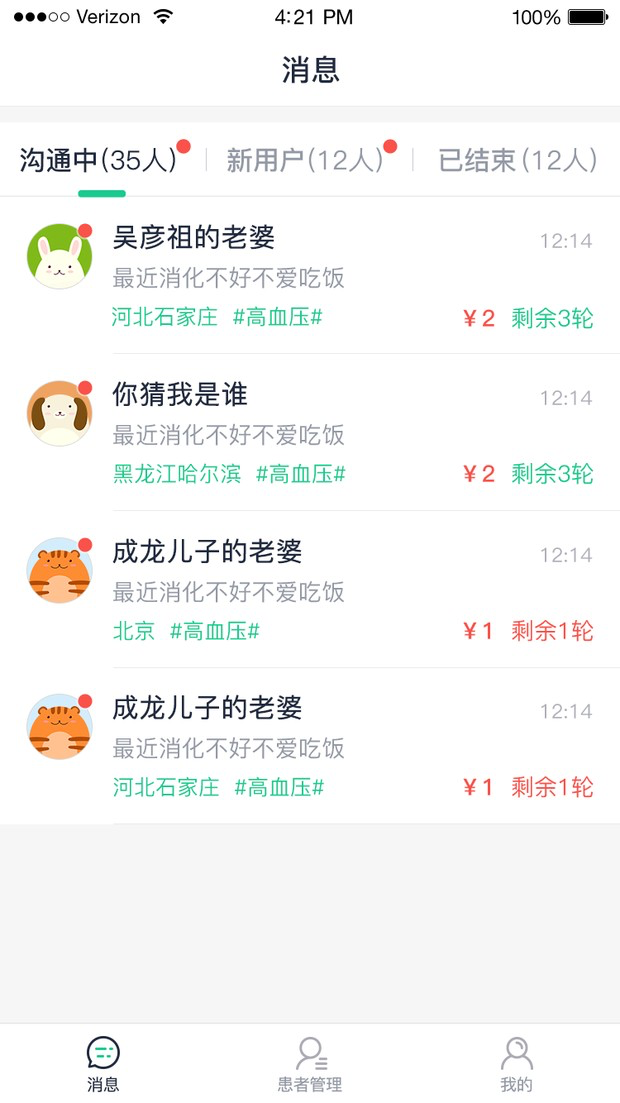 Verizon 4:21 PM 100%
消息
沟通中(35人) 新用户(12人) 已结束(12人)
吴彦祖的老婆 12:14
最近消化不好不爱吃饭
河北石家庄 #高血压# ¥2 剩余3轮
你猜我是谁 12:14
最近消化不好不爱吃饭
黑龙江哈尔滨 #高血压# ¥2 剩余3轮
成龙儿子的老婆 12:14
最近消化不好不爱吃饭
北京 #高血压# ¥1 剩余1轮
成龙儿子的老婆 12:14
最近消化不好不爱吃饭
河北石家庄 #高血压# ¥1 剩余1轮
消息 患者管理 我的